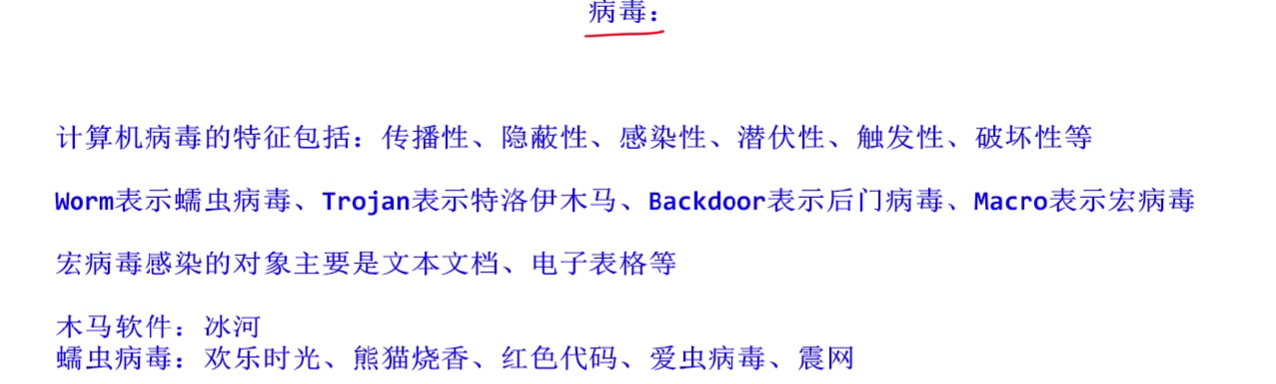 病毒：
计算机病毒的特征包括：传播性、隐蔽性、感染性、潜伏性、触发性、破坏性等
Worm表示蠕虫病毒、Trojan表示特洛伊木马、Backdoor表示后门病毒、Macro表示宏病毒
宏病毒感染的对象主要是文本文档、电子表格等
木马软件：冰河
蠕虫病毒：欢乐时光、熊猫烧香、红色代码、爱虫病毒、震网